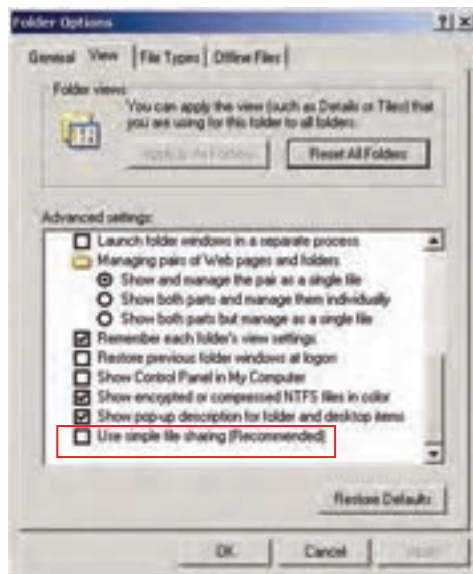 Folder Options
General View File Types Offline Files
Folder views
You can apply the view (such as Details or Tiles) that
you are using for this folder to all folders.
Apply to All Folders Reset All Folders
Advanced settings:
Launch folder windows in a separate process
Managing pairs of Web pages and folders
Show and manage the pair as a single file
Show both parts and manage them individually
Show both parts but manage as a single file
Remember each folder's view settings
Restore previous folder windows at logon
Show Control Panel in My Computer
Show encrypted or compressed NTFS files in color
Show pop-up description for folder and desktop items
Use simple file sharing (Recommended)
Restore Defaults
OK Cancel Apply